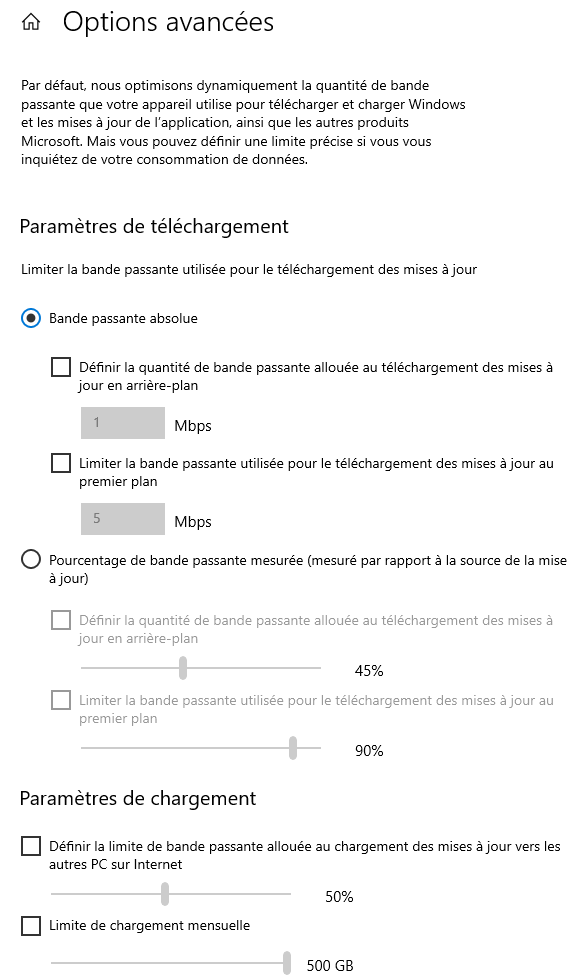 Options avancées
Par défaut, nous optimisons dynamiquement la quantité de bande
passante que votre appareil utilise pour télécharger et charger Windows
et les mises à jour de l’application, ainsi que les autres produits
Microsoft. Mais vous pouvez définir une limite précise si vous vous
inquiétez de votre consommation de données.
Paramètres de téléchargement
Limiter la bande passante utilisée pour le téléchargement des mises à jour
Bande passante absolue
Définir la quantité de bande passante allouée au téléchargement des mises à
jour en arrière-plan
1 Mbps
Limiter la bande passante utilisée pour le téléchargement des mises à jour au
premier plan
5 Mbps
Pourcentage de bande passante mesurée (mesuré par rapport à la source de la mise
à jour)
Définir la quantité de bande passante allouée au téléchargement des mises à
jour en arrière-plan
45%
Limiter la bande passante utilisée pour le téléchargement des mises à jour au
premier plan
90%
Paramètres de chargement
Définir la limite de bande passante allouée au chargement des mises à jour vers les
autres PC sur Internet
50%
Limite de chargement mensuelle
500 GB